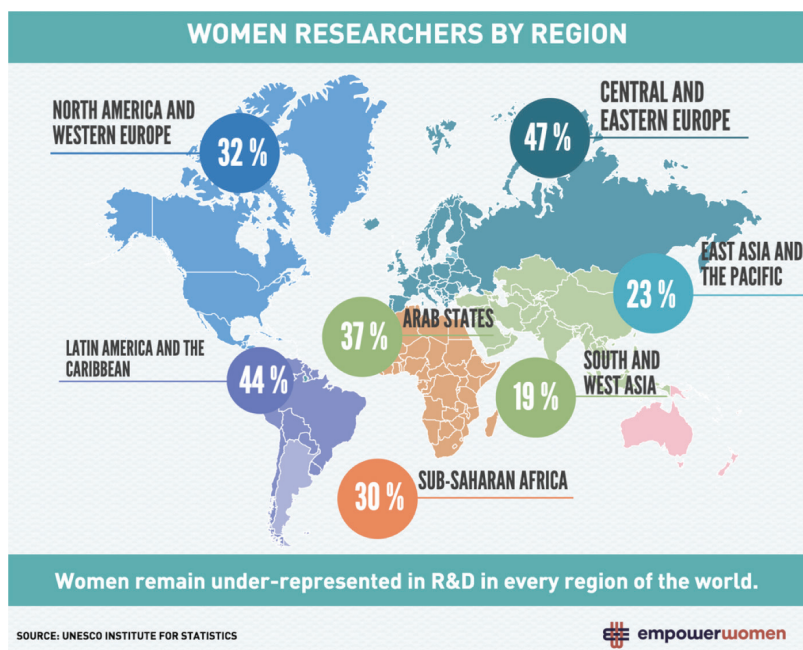 WOMEN RESEARCHERS BY REGION
NORTH AMERICA AND
WESTERN EUROPE
32 %
47 %
CENTRAL AND
EASTERN EUROPE
EAST ASIA AND
THE PACIFIC
23 %
37 %
ARAB STATES
LATIN AMERICA AND THE
CARIBBEAN
44 %
19 %
SOUTH AND
WEST ASIA
30 %
SUB-SAHARAN AFRICA
Women remain under-represented in R&D in every region of the world.
SOURCE: UNESCO INSTITUTE FOR STATISTICS
empowerwomen